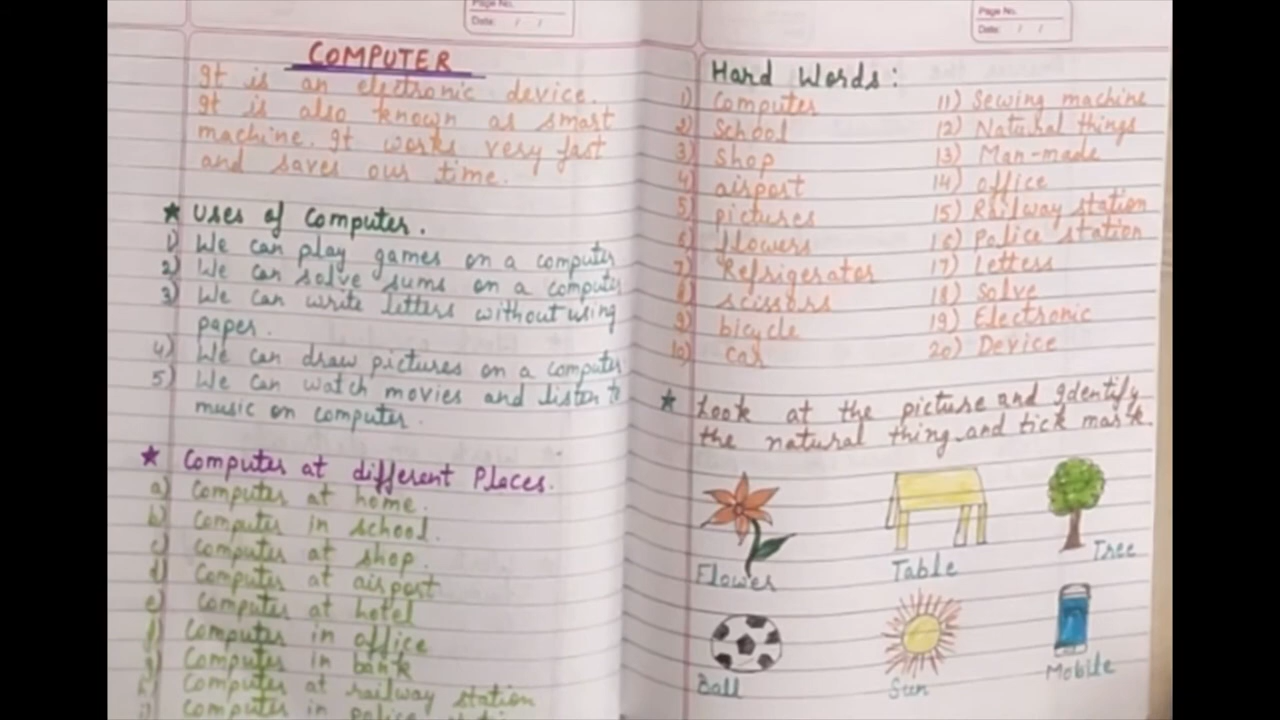 Page No.
Date: / /
COMPUTER
It is an electronic device.
It is also known as smart
machine. It works very fast
and saves our time.
★ Uses of Computer.
1) We can play games on a computer
2) We can solve sums on a computer
3) We can write letters without using
paper.
4) We can draw pictures on a computer
5) We can watch movies and listen to
music on computer.
★ Computer at different Places.
a) Computer at home.
b) Computer in school.
c) Computer at shop.
d) Computer at airport
e) Computer at hotel
f) Computer in office
g) Computer in bank
h) Computer at railway station
i) Computer in police station
Page No.
Date: / /
Hard Words:
1) Computer
2) School
3) Shop
4) airport
5) pictures
6) flowers
7) Refrigerator
8) scissors
9) bicycle
10) car
11) Sewing machine
12) Natural things
13) Man-made
14) office
15) Railway station
16) Police station
17) Letters
18) Solve
19) Electronic
20) Device
★ Look at the picture and Identify
the natural thing and tick mark.
Flower
Table
Tree
Ball
Sun
Mobile